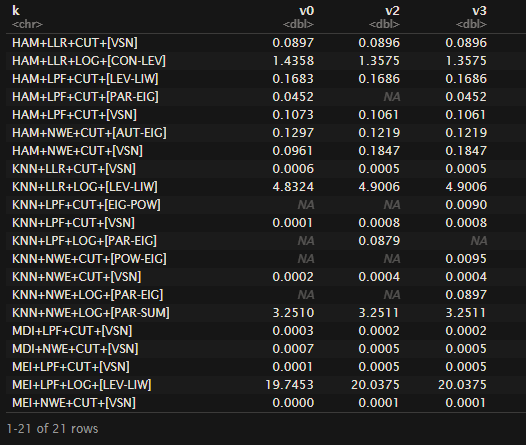 k v0 v2 v3
<chr> <dbl> <dbl> <dbl>
HAM+LLR+CUT+[VSN] 0.0897 0.0896 0.0896
HAM+LLR+LOG+[CON-LEV] 1.4358 1.3575 1.3575
HAM+LPF+CUT+[LEV-LIW] 0.1683 0.1686 0.1686
HAM+LPF+CUT+[PAR-EIG] 0.0452 NA 0.0452
HAM+LPF+CUT+[VSN] 0.1073 0.1061 0.1061
HAM+NWE+CUT+[AUT-EIG] 0.1297 0.1219 0.1219
HAM+NWE+CUT+[VSN] 0.0961 0.1847 0.1847
KNN+LLR+CUT+[VSN] 0.0006 0.0005 0.0005
KNN+LLR+LOG+[LEV-LIW] 4.8324 4.9006 4.9006
KNN+LPF+CUT+[EIG-POW] NA NA 0.0090
KNN+LPF+CUT+[VSN] 0.0001 0.0008 0.0008
KNN+LPF+LOG+[PAR-EIG] NA 0.0879 NA
KNN+NWE+CUT+[POW-EIG] NA NA 0.0095
KNN+NWE+CUT+[VSN] 0.0002 0.0004 0.0004
KNN+NWE+LOG+[PAR-EIG] NA NA 0.0897
KNN+NWE+LOG+[PAR-SUM] 3.2510 3.2511 3.2511
MDI+LPF+CUT+[VSN] 0.0003 0.0002 0.0002
MDI+NWE+CUT+[VSN] 0.0007 0.0005 0.0005
MEI+LPF+CUT+[VSN] 0.0001 0.0005 0.0005
MEI+LPF+LOG+[LEV-LIW] 19.7453 20.0375 20.0375
MEI+NWE+CUT+[VSN] 0.0000 0.0001 0.0001
1-21 of 21 rows